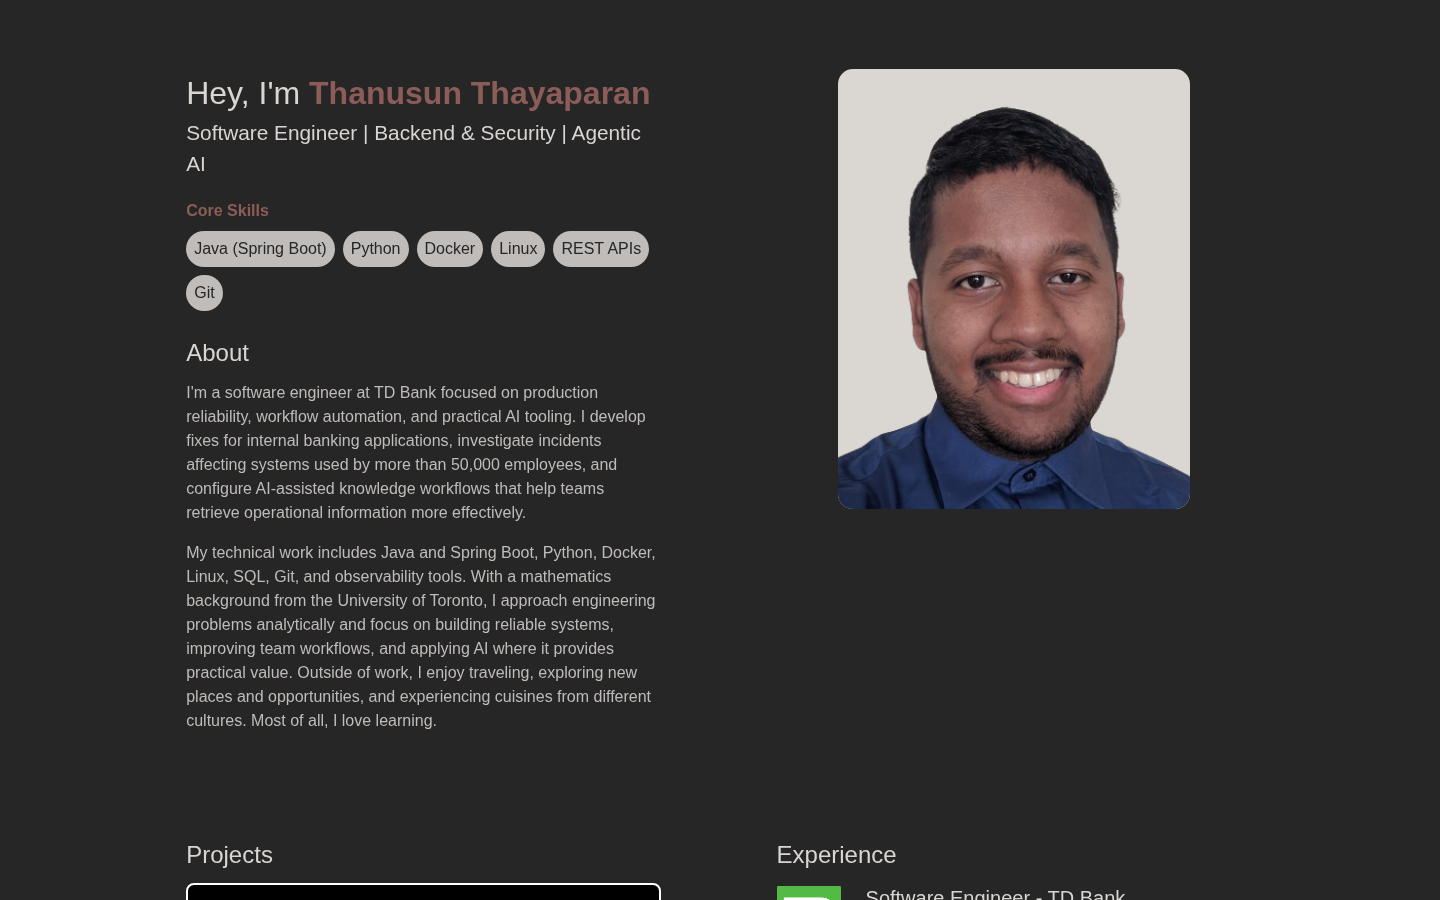 Hey, I'm Thanusun Thayaparan
Software Engineer | Backend & Security | Agentic
AI
Core Skills
Java (Spring Boot) Python Docker Linux REST APIs
Git
About
I'm a software engineer at TD Bank focused on production
reliability, workflow automation, and practical AI tooling. I develop
fixes for internal banking applications, investigate incidents
affecting systems used by more than 50,000 employees, and
configure AI-assisted knowledge workflows that help teams
retrieve operational information more effectively.
My technical work includes Java and Spring Boot, Python, Docker,
Linux, SQL, Git, and observability tools. With a mathematics
background from the University of Toronto, I approach engineering
problems analytically and focus on building reliable systems,
improving team workflows, and applying AI where it provides
practical value. Outside of work, I enjoy traveling, exploring new
places and opportunities, and experiencing cuisines from different
cultures. Most of all, I love learning.
Projects
Experience
Software Engineer - TD Bank